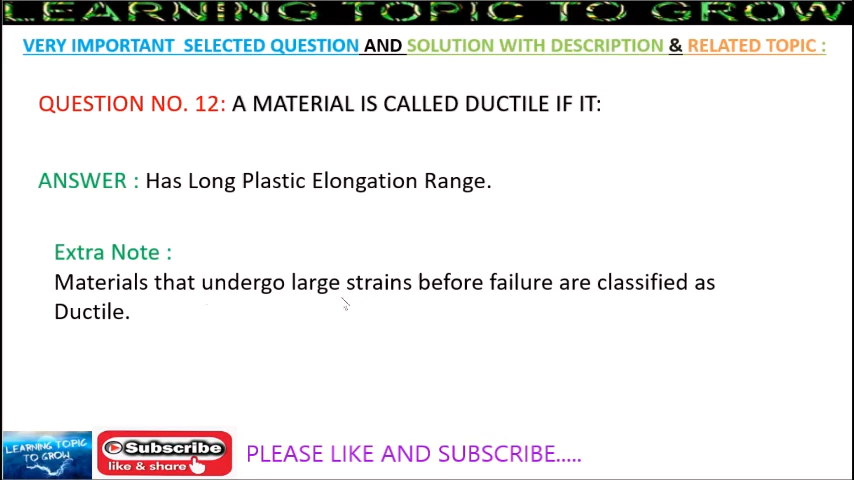 LEARNING TOPIC TO GROW
VERY IMPORTANT  SELECTED QUESTION AND SOLUTION WITH DESCRIPTION & RELATED TOPIC :
QUESTION NO. 12: A MATERIAL IS CALLED DUCTILE IF IT:
ANSWER : Has Long Plastic Elongation Range.
Extra Note :
Materials that undergo large strains before failure are classified as
Ductile.
LEARNING TOPIC
TO GROW
Subscribe
like & share
PLEASE LIKE AND SUBSCRIBE.....